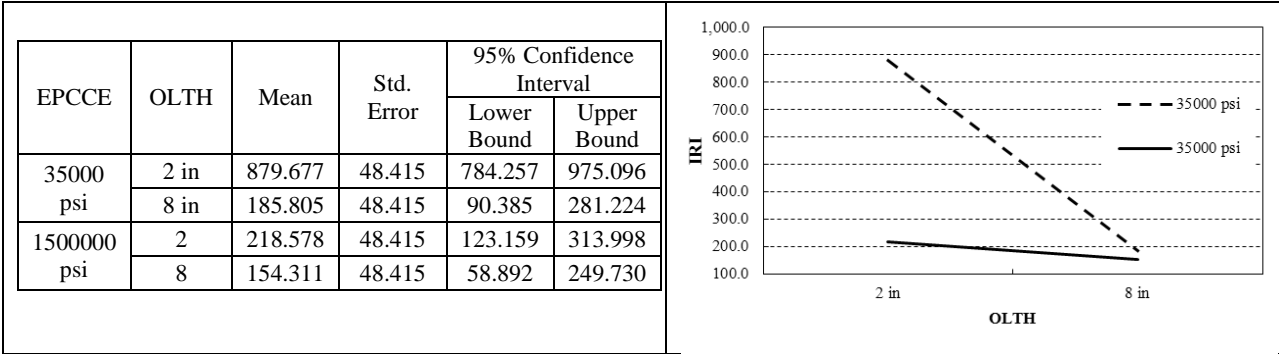 EPCCE OLTH Mean Std. Error 95% Confidence Interval
Lower Bound Upper Bound
35000 psi 2 in 879.677 48.415 784.257 975.096
8 in 185.805 48.415 90.385 281.224
1500000 psi 2 218.578 48.415 123.159 313.998
8 154.311 48.415 58.892 249.730
1,000.0
900.0
800.0
700.0
600.0
500.0
400.0
300.0
200.0
100.0
IRI
35000 psi
35000 psi
2 in 8 in
OLTH